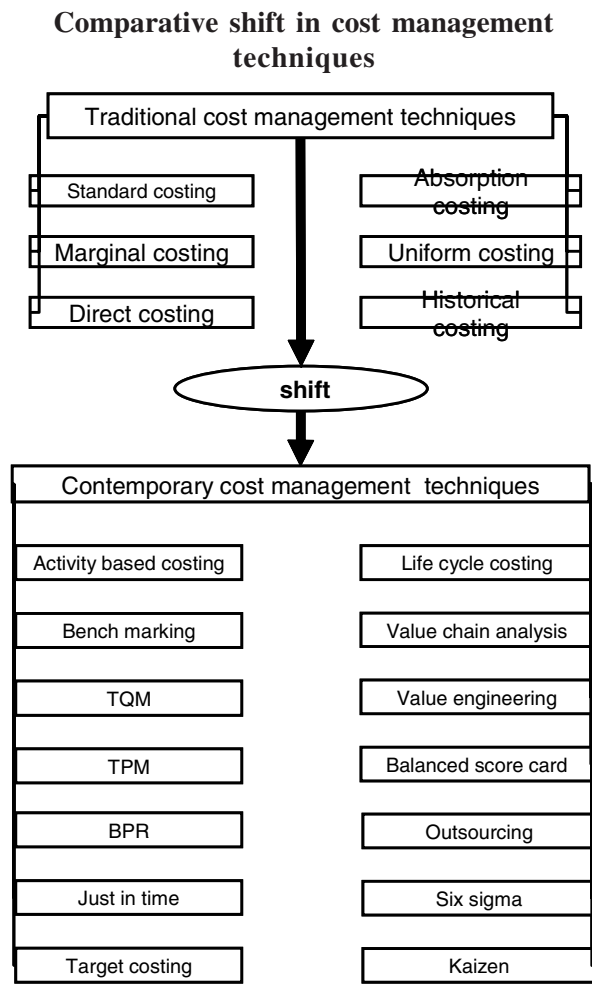 Comparative shift in cost management
techniques
Traditional cost management techniques
Standard costing
Absorption
costing
Marginal costing
Uniform costing
Direct costing
Historical
costing
shift
Contemporary cost management techniques
Activity based costing
Life cycle costing
Bench marking
Value chain analysis
TQM
Value engineering
TPM
Balanced score card
BPR
Outsourcing
Just in time
Six sigma
Target costing
Kaizen